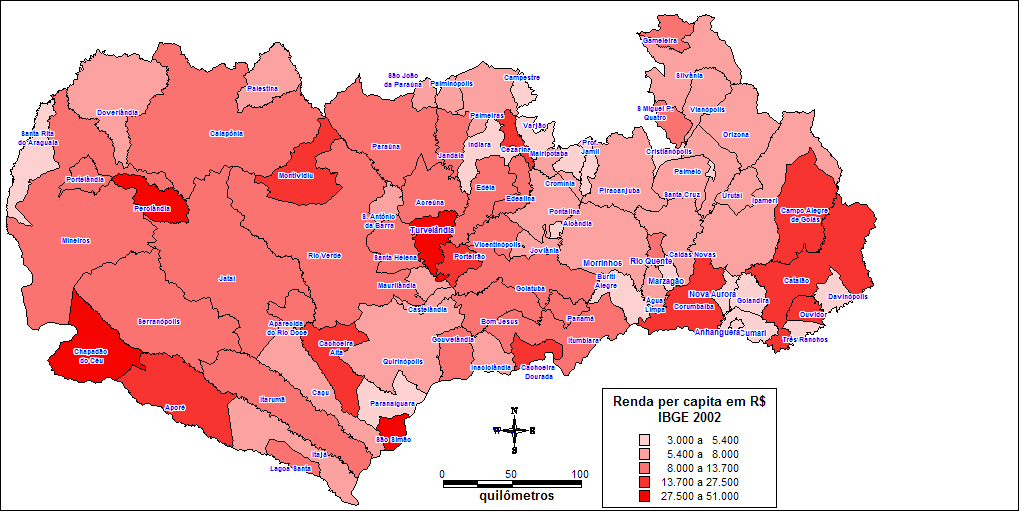 Gameleira
São João
da Paraúna
Palminópolis
Campestre
Silvânia
Palestina
Doverlândia
S Miguel P.
Quatro
Vianópolis
Palmeiras
Varjão
Santa Rita
do Araguaia
Caiapônia
Orizona
Paraúna
Indiara
Cezarina
Prof.
Jamil
Jandaia
Mairipotaba
Cristianópolis
Portelândia
Montividiu
Palmelo
Edéia
Cromínia
Piracanjuba
Santa Cruz
Urutaí
Ipameri
Edealina
Acreúna
Perolândia
Campo Alegre
de Goiás
S. Antônio
da Barra
Pontalina
Aloândia
Turvelândia
Mineiros
Vicentinópolis
Joviânia
Rio Verde
Santa Helena
Porteirão
Morrinhos
Rio Quente
Caldas Novas
Jataí
Buriti
Alegre
Marzagão
Catalão
Maurilândia
Goiatuba
Nova Aurora
Davinópolis
Água
Limpa
Corumbaíba
Goiandira
Castelândia
Ouvidor
Serranópolis
Aparecida
do Rio Doce
Bom Jesus
Panamá
Anhanguera
Cumari
Três Ranchos
Gouvelândia
Itumbiara
Cachoeira
Alta
Chapadão
do Céu
Quirinópolis
Inaciolândia
Cachoeira
Dourada
Caçu
Itarumã
Paranaiguara
Aporé
São Simão
Itajá
Lagoa Santa
N
W E
S
0 50 100
quilômetros
Renda per capita em R$
IBGE 2002
3.000 a 5.400
5.400 a 8.000
8.000 a 13.700
13.700 a 27.500
27.500 a 51.000